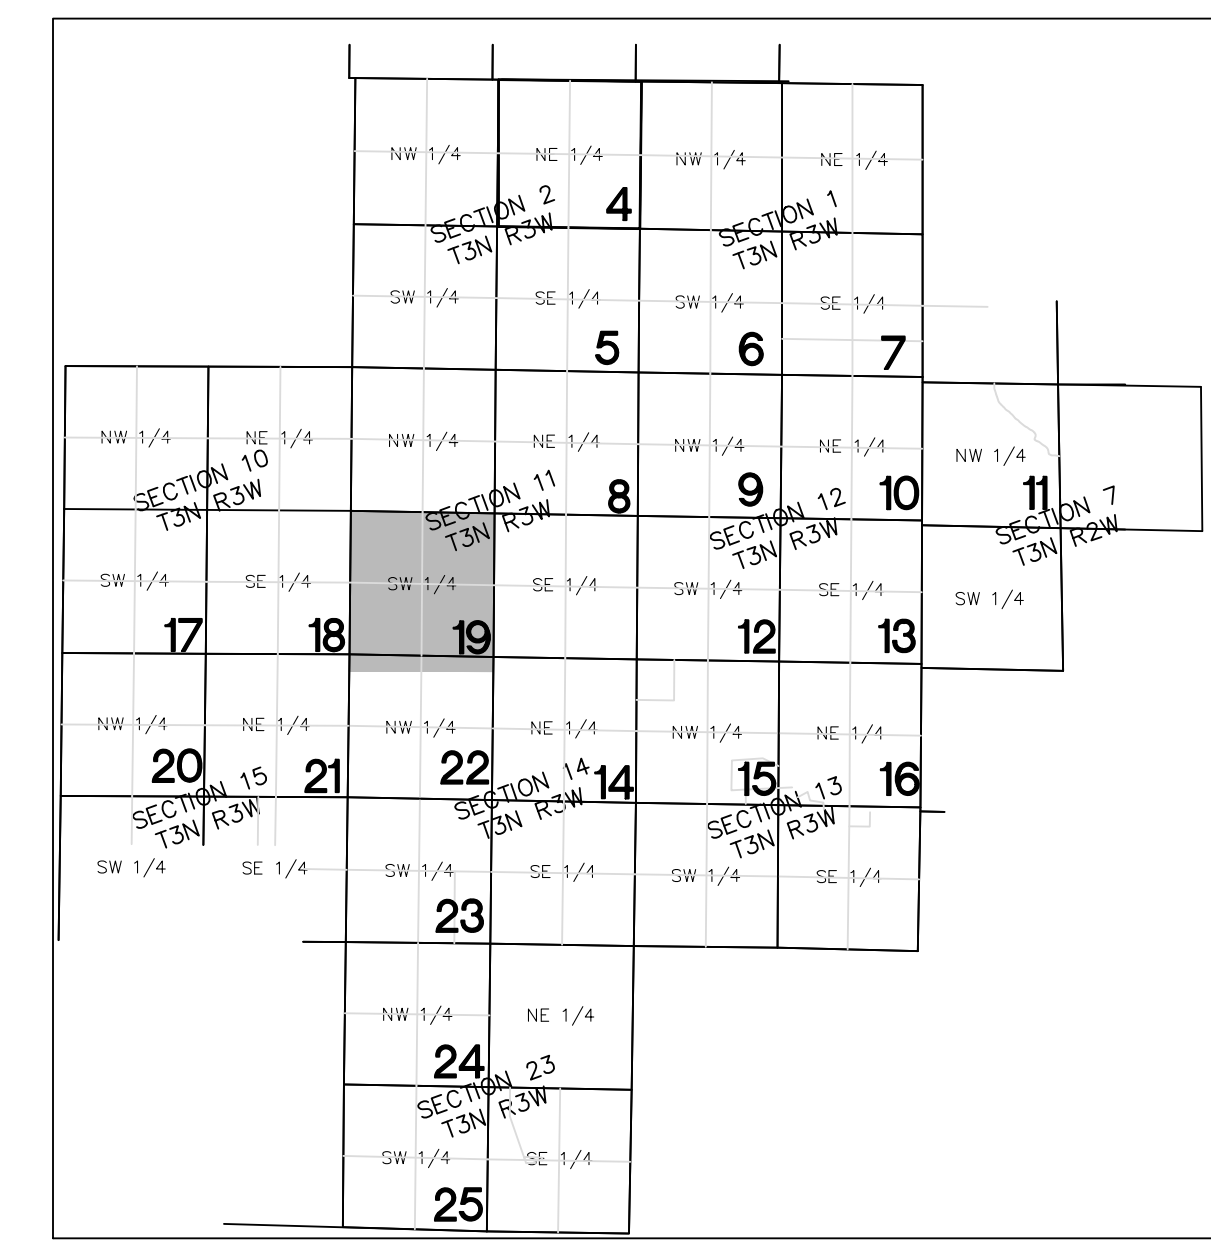 NW 1/4
NE 1/4
NW 1/4
NE 1/4
SECTION 2
T3N R3W
4
SECTION 1
T3N R3W
SW 1/4
SE 1/4
SW 1/4
SE 1/4
5
6
7
NW 1/4
NE 1/4
NW 1/4
NE 1/4
NW 1/4
NE 1/4
NW 1/4
SECTION 10
T3N R3W
SECTION 11
T3N R3W
8
9
SECTION 12
T3N R3W
10
11
SECTION 7
T3N R2W
SW 1/4
SE 1/4
SW 1/4
SE 1/4
SW 1/4
SE 1/4
SW 1/4
17
18
19
12
13
NW 1/4
NE 1/4
NW 1/4
NE 1/4
NW 1/4
NE 1/4
20
21
22
14
15
16
SECTION 15
T3N R3W
SECTION 14
T3N R3W
SECTION 13
T3N R3W
SW 1/4
SE 1/4
SW 1/4
SE 1/4
SW 1/4
SE 1/4
23
NW 1/4
NE 1/4
24
SECTION 23
T3N R3W
SW 1/4
SE 1/4
25